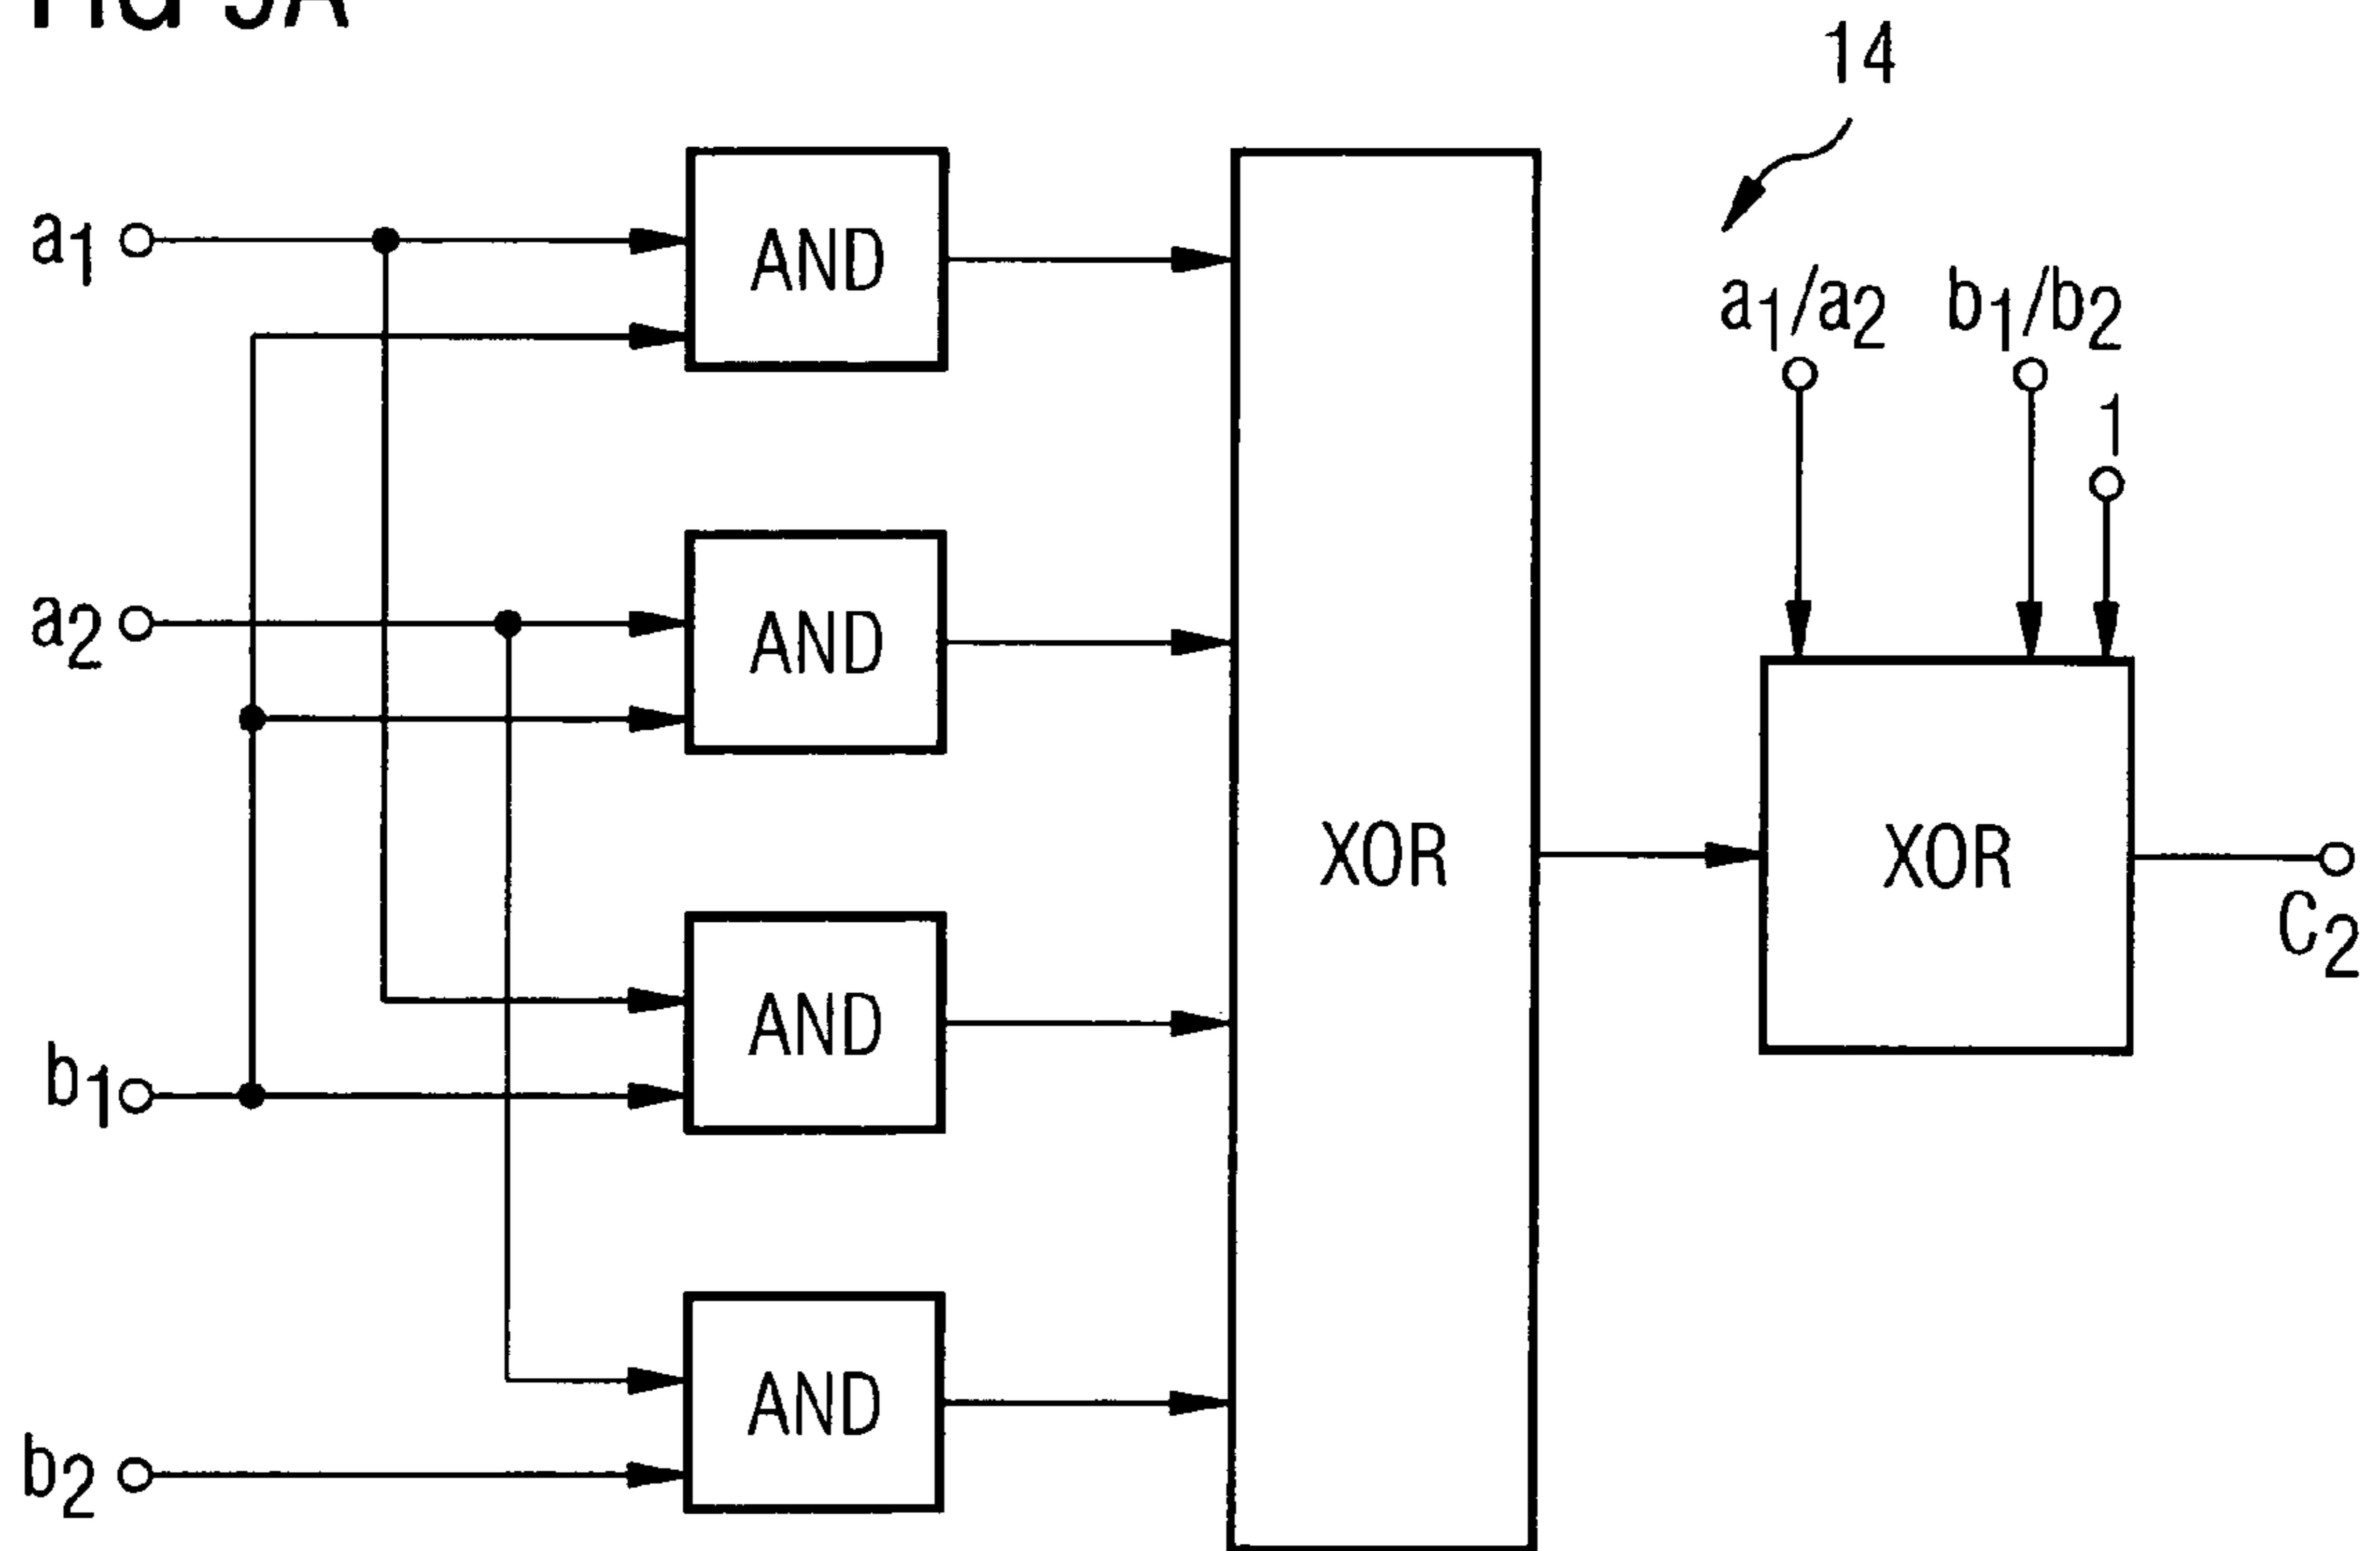 14
a1
AND
a1/a2
b1/b2
1
a2
AND
XOR
XOR
C2
b1
AND
b2
AND